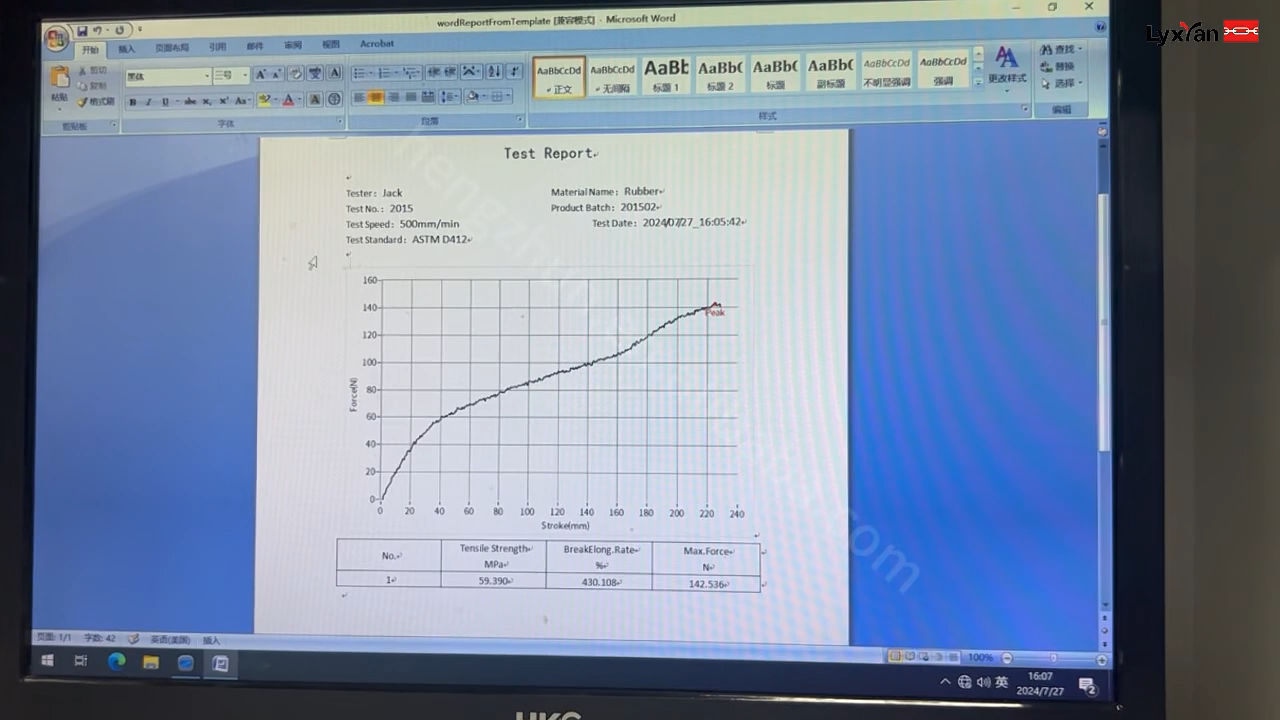 wordReportFromTemplate [兼容模式] - Microsoft Word
LyxYan
开始 插入 页面布局 引用 邮件 审阅 视图 Acrobat
粘贴
剪切
复制
格式刷
剪贴板
黑体 三号
字体
段落
AaBbCcDd AaBbCcDd AaBb AaBb( AaBb( AaBb( AaBbCcDd AaBbCcDd
正文 无间隔 标题 1 标题 2 标题 副标题 不明显强调 强调
更改样式
样式
查找
替换
选择
编辑
Test Report
Tester: Jack Material Name: Rubber
Test No.: 2015 Product Batch: 201502
Test Speed: 500mm/min Test Date: 2024/07/27_16:05:42
Test Standard: ASTM D412
Force(N)
160
140
120
100
80
60
40
20
0
Peak
0 20 40 60 80 100 120 140 160 180 200 220 240
Stroke(mm)
No. Tensile Strength MPa BreakElong.Rate % Max.Force N
1 59.390 430.108 142.536
页面: 1/1 字数: 42 英语(美国) 插入 100%
英 16:07
2024/7/27
2